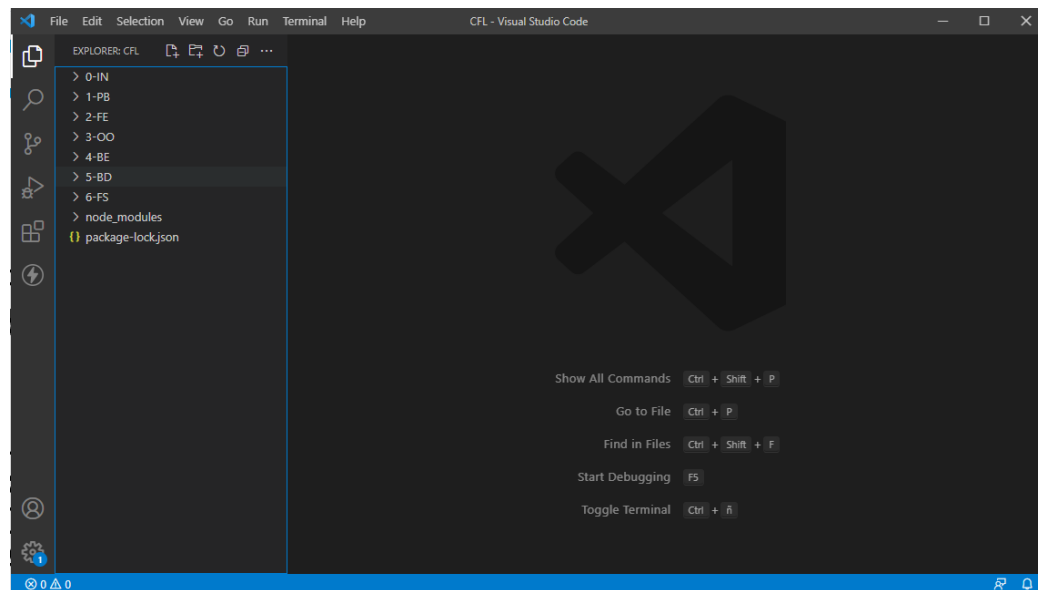 File Edit Selection View Go Run Terminal Help CFL - Visual Studio Code
EXPLORER: CFL
0-IN
1-PB
2-FE
3-OO
4-BE
5-BD
6-FS
node_modules
{} package-lock.json
Show All Commands Ctrl + Shift + P
Go to File Ctrl + P
Find in Files Ctrl + Shift + F
Start Debugging F5
Toggle Terminal Ctrl + ñ
1
0 0